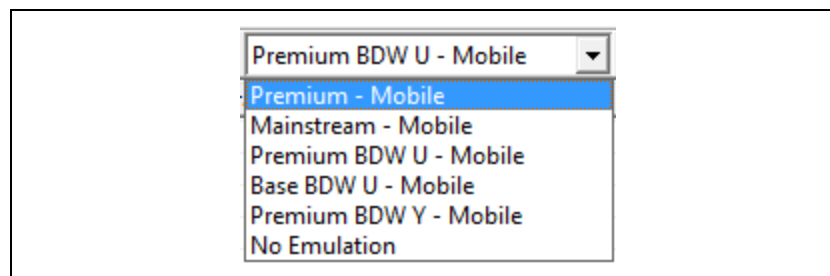 Premium BDW U - Mobile
Premium - Mobile
Mainstream - Mobile
Premium BDW U - Mobile
Base BDW U - Mobile
Premium BDW Y - Mobile
No Emulation